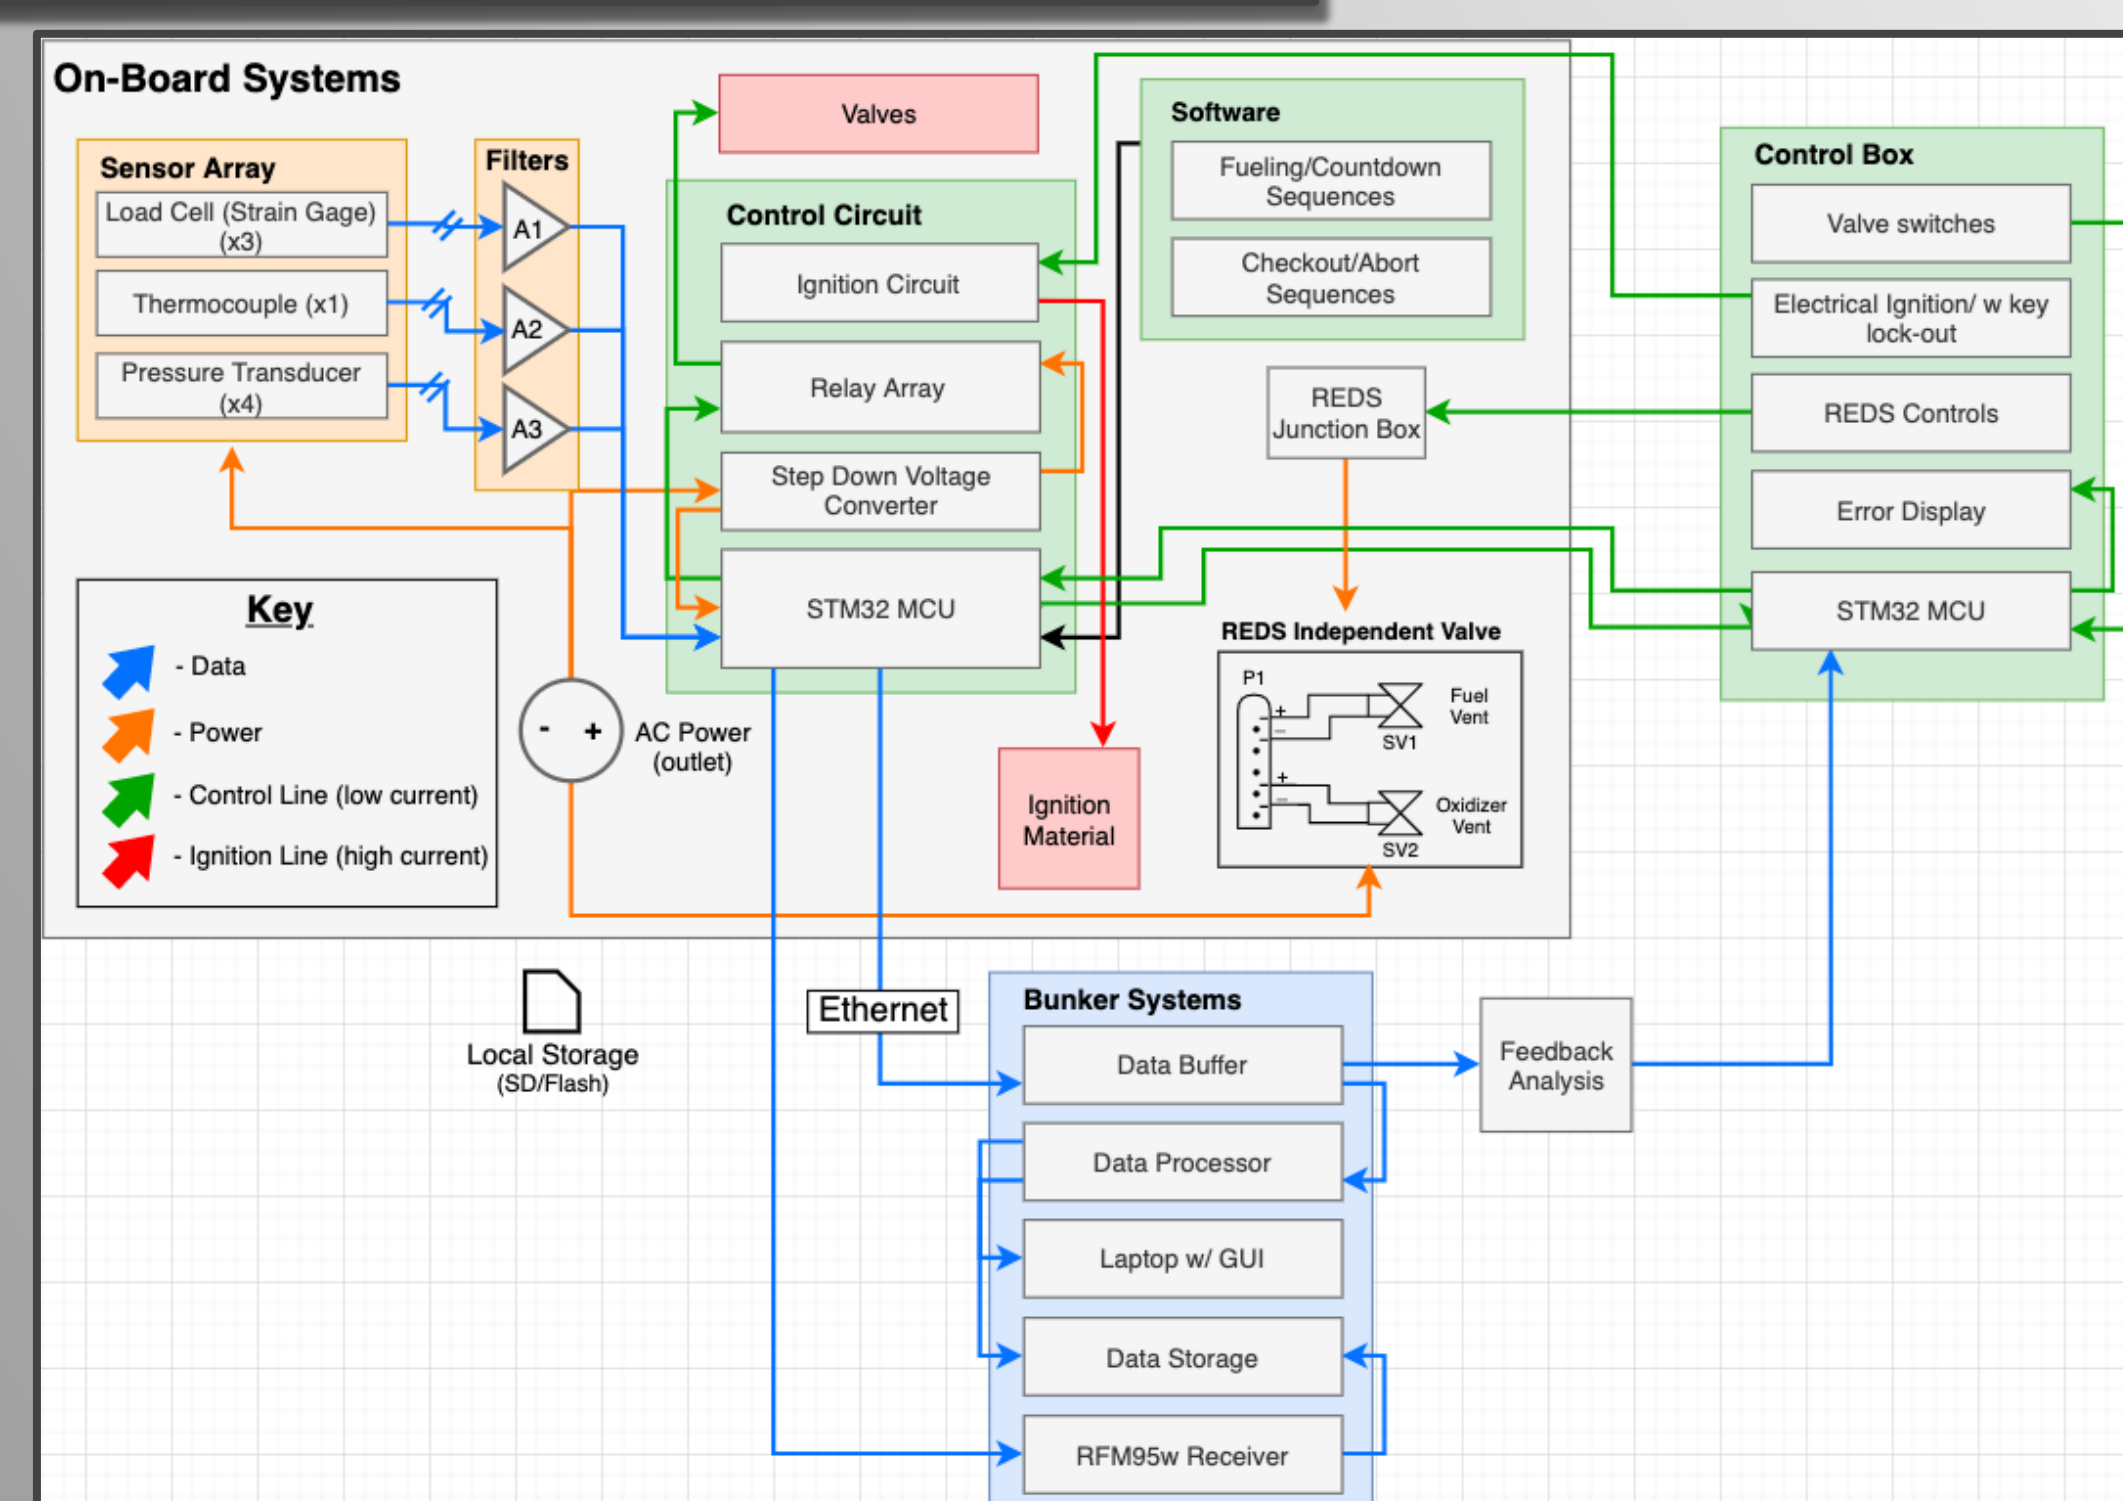 On-Board Systems
Sensor Array
Load Cell (Strain Gage)
(x3)
Thermocouple (x1)
Pressure Transducer
(x4)
Filters
A1
A2
A3
Valves
Control Circuit
Ignition Circuit
Relay Array
Step Down Voltage
Converter
STM32 MCU
Software
Fueling/Countdown
Sequences
Checkout/Abort
Sequences
REDS
Junction Box
REDS Independent Valve
P1
+
−
SV1
Fuel
Vent
+
−
SV2
Oxidizer
Vent
Control Box
Valve switches
Electrical Ignition/ w key
lock-out
REDS Controls
Error Display
STM32 MCU
Key
- Data
- Power
- Control Line (low current)
- Ignition Line (high current)
- +
AC Power
(outlet)
Ignition
Material
Local Storage
(SD/Flash)
Ethernet
Bunker Systems
Data Buffer
Data Processor
Laptop w/ GUI
Data Storage
RFM95w Receiver
Feedback
Analysis